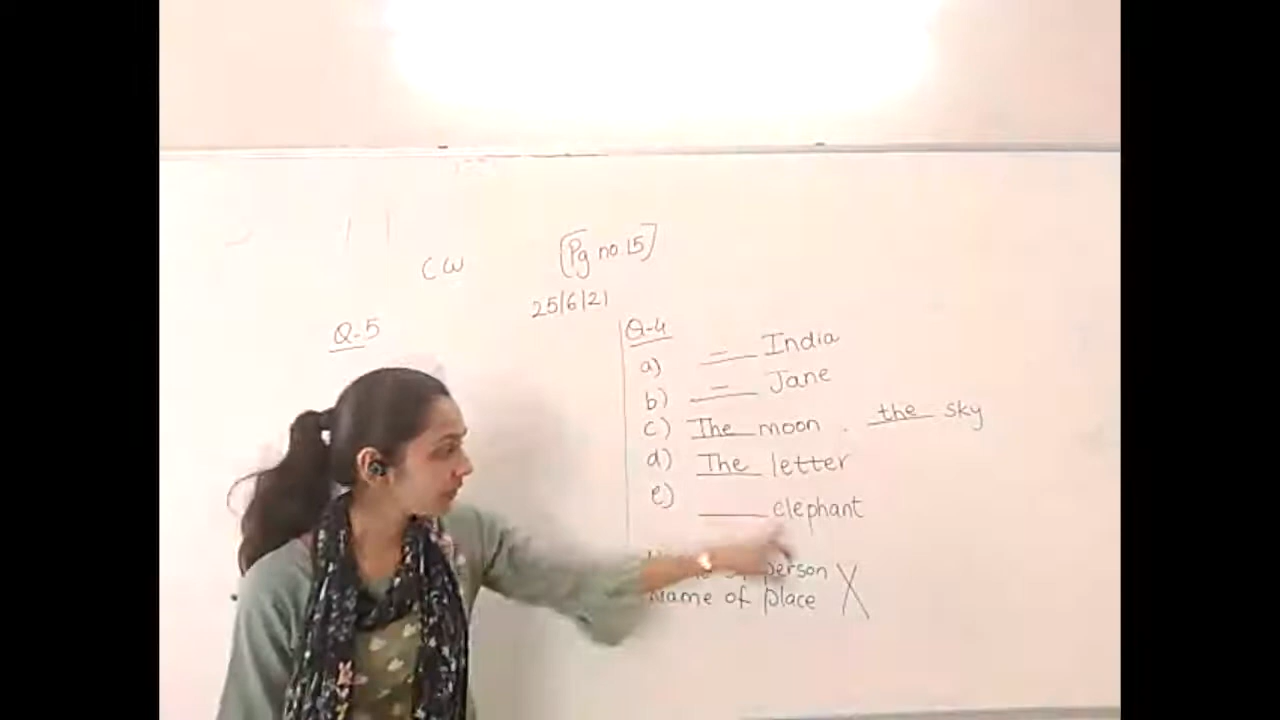 CW [Pg no. 15]
25/6/21
Q-5
Q-4
a) _-_ India
b) _-_ Jane
c) The moon . the sky
d) The letter
e) ___ elephant
person
Name of place X